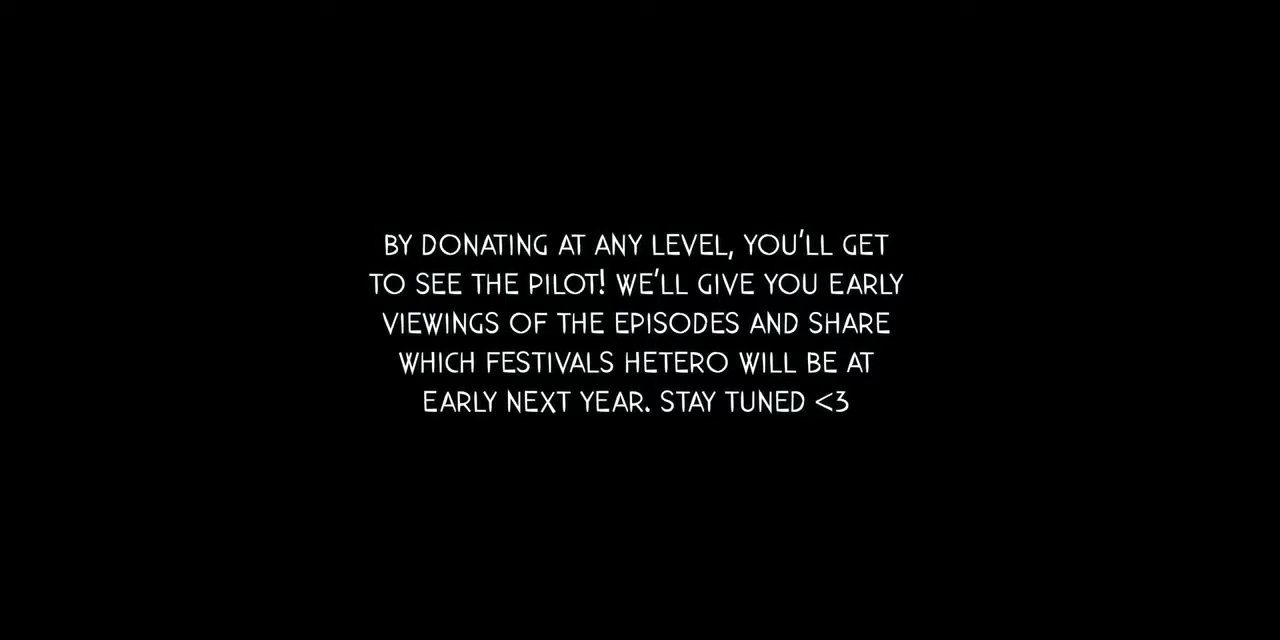 BY DONATING AT ANY LEVEL, YOU'LL GET
TO SEE THE PILOT! WE'LL GIVE YOU EARLY
VIEWINGS OF THE EPISODES AND SHARE
WHICH FESTIVALS HETERO WILL BE AT
EARLY NEXT YEAR. STAY TUNED <3